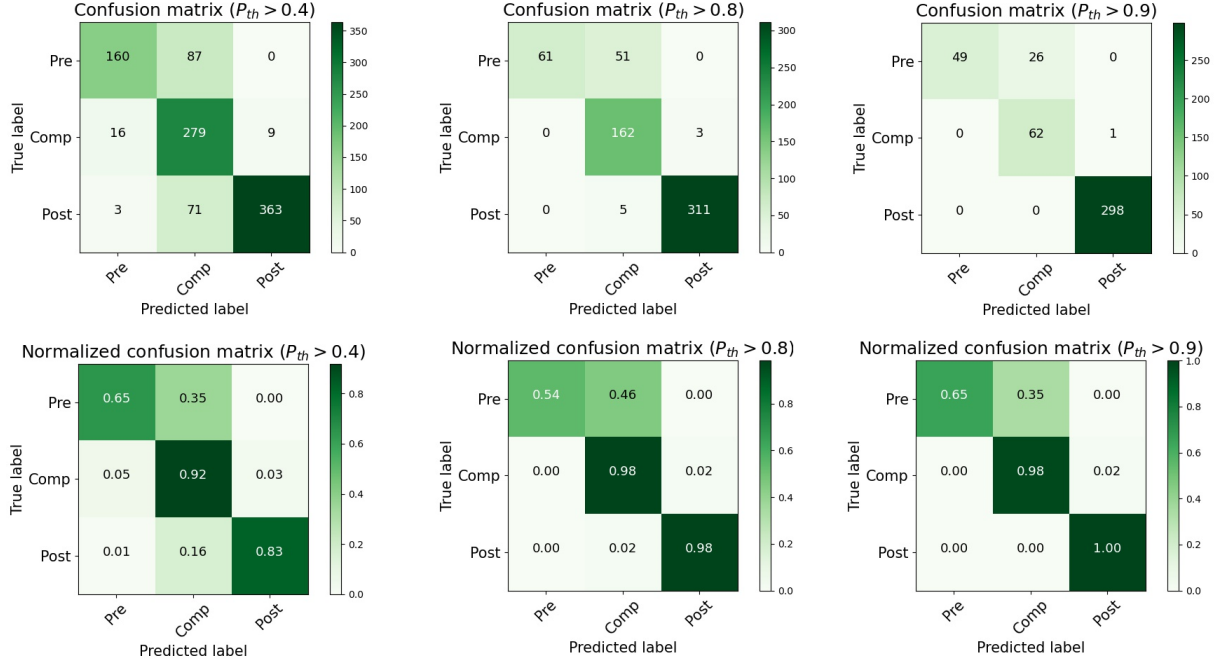 Confusion matrix (P_th > 0.4)
Pre 160 87 0
Comp 16 279 9
Post 3 71 363
Pre Comp Post
True label
Predicted label
350
300
250
200
150
100
50
0
Confusion matrix (P_th > 0.8)
Pre 61 51 0
Comp 0 162 3
Post 0 5 311
Pre Comp Post
True label
Predicted label
300
250
200
150
100
50
0
Confusion matrix (P_th > 0.9)
Pre 49 26 0
Comp 0 62 1
Post 0 0 298
Pre Comp Post
True label
Predicted label
250
200
150
100
50
0
Normalized confusion matrix (P_th > 0.4)
Pre 0.65 0.35 0.00
Comp 0.05 0.92 0.03
Post 0.01 0.16 0.83
Pre Comp Post
True label
Predicted label
0.8
0.6
0.4
0.2
0.0
Normalized confusion matrix (P_th > 0.8)
Pre 0.54 0.46 0.00
Comp 0.00 0.98 0.02
Post 0.00 0.02 0.98
Pre Comp Post
True label
Predicted label
0.8
0.6
0.4
0.2
0.0
Normalized confusion matrix (P_th > 0.9)
Pre 0.65 0.35 0.00
Comp 0.00 0.98 0.02
Post 0.00 0.00 1.00
Pre Comp Post
True label
Predicted label
1.0
0.8
0.6
0.4
0.2
0.0